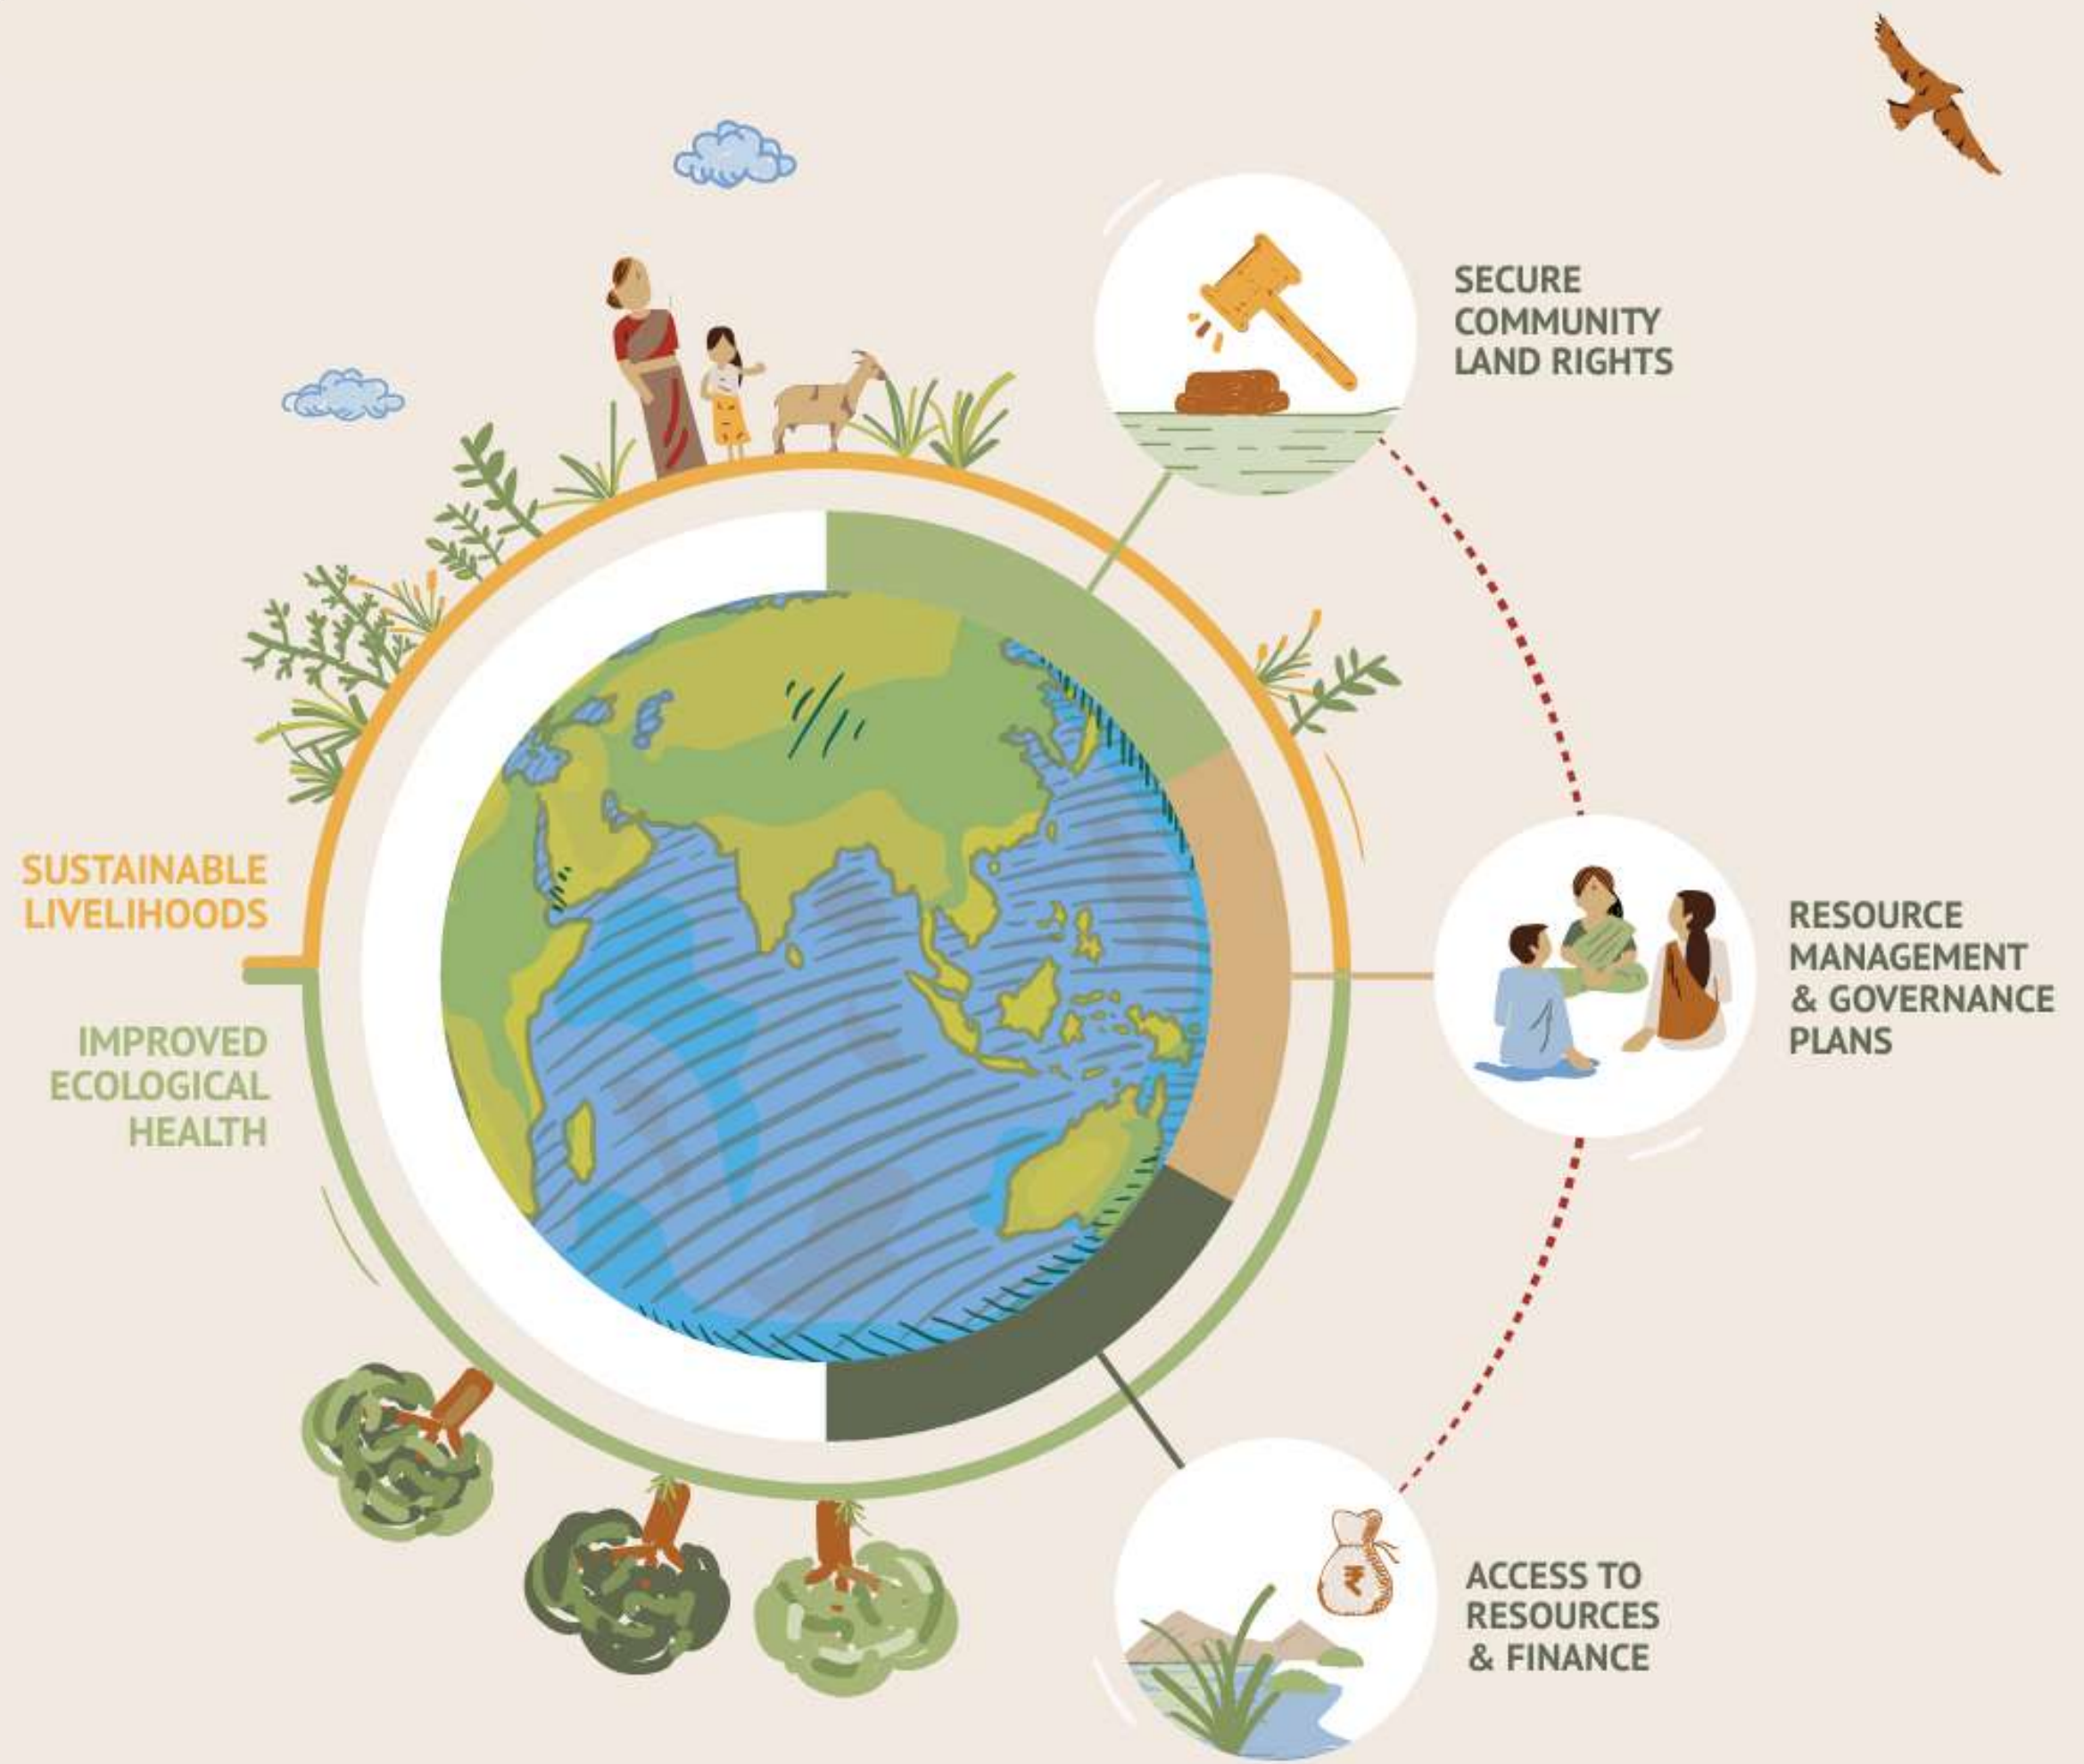 SECURE
COMMUNITY
LAND RIGHTS
SUSTAINABLE
LIVELIHOODS
IMPROVED
ECOLOGICAL
HEALTH
RESOURCE
MANAGEMENT
& GOVERNANCE
PLANS
₹
ACCESS TO
RESOURCES
& FINANCE